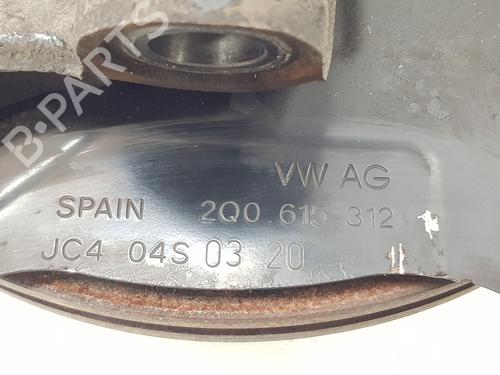 B-PARTS
VW AG
SPAIN 2Q0 615 312
JC4 04S 03 20